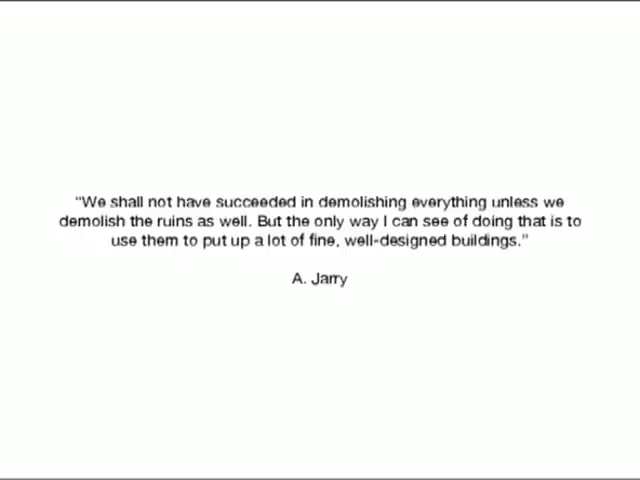 “We shall not have succeeded in demolishing everything unless we
demolish the ruins as well. But the only way I can see of doing that is to
use them to put up a lot of fine, well-designed buildings.”
A. Jarry